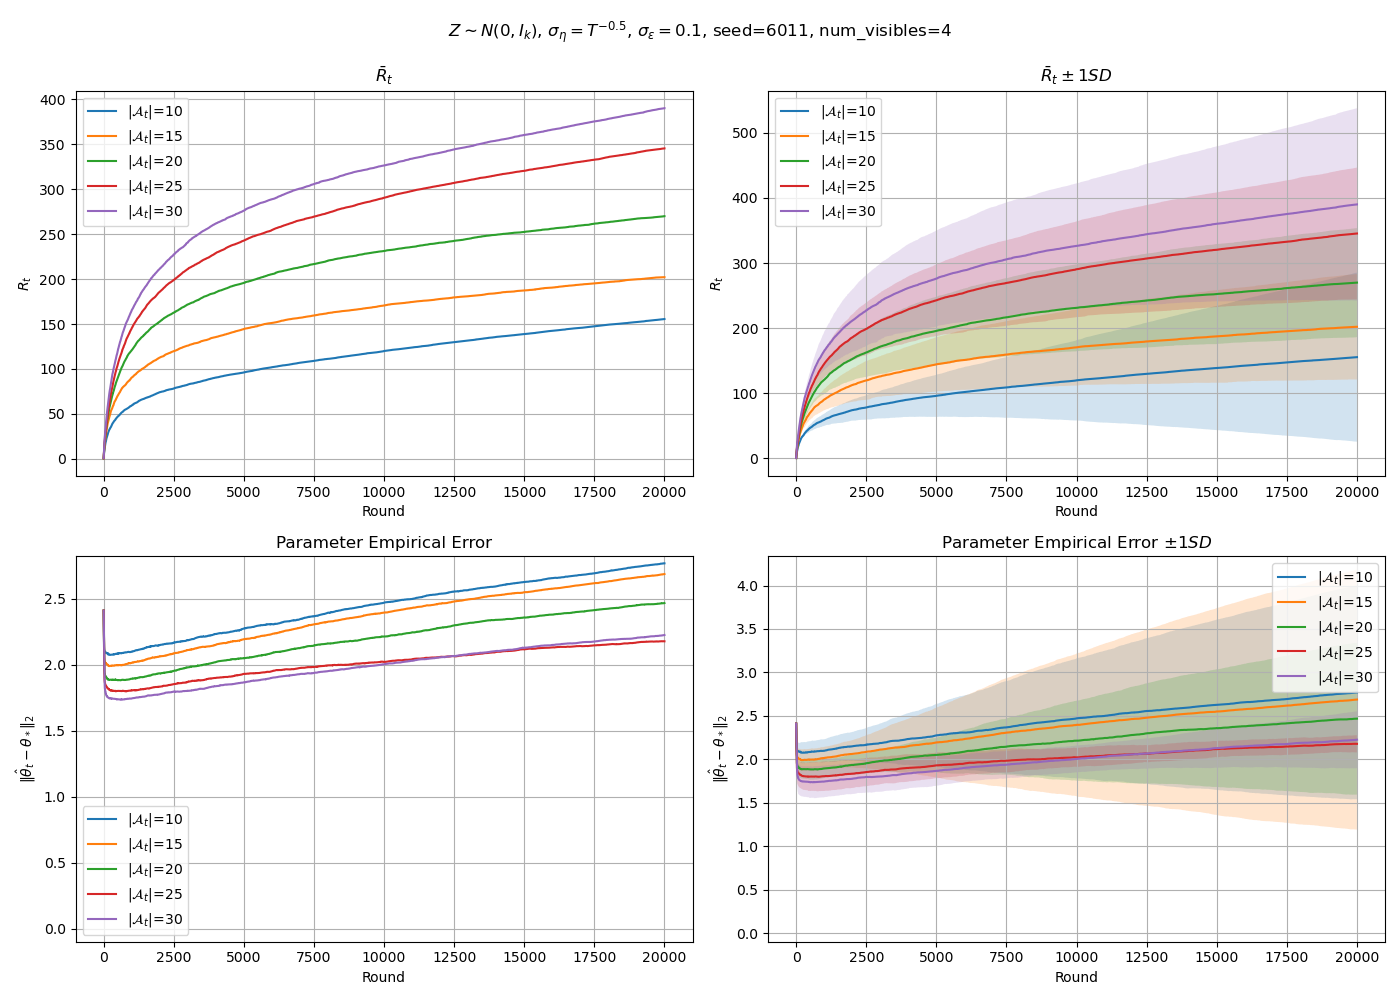 Z ∼ N(0, I_k), σ_η = T^{−0.5}, σ_ε = 0.1, seed=6011, num_visibles=4
R̄_t
R_t
400
350
300
250
200
150
100
50
0
|𝒜_t|=10
|𝒜_t|=15
|𝒜_t|=20
|𝒜_t|=25
|𝒜_t|=30
0 2500 5000 7500 10000 12500 15000 17500 20000
Round
R̄_t ± 1SD
R_t
500
400
300
200
100
0
|𝒜_t|=10
|𝒜_t|=15
|𝒜_t|=20
|𝒜_t|=25
|𝒜_t|=30
0 2500 5000 7500 10000 12500 15000 17500 20000
Round
Parameter Empirical Error
‖θ̂_t − θ_*‖_2
2.5
2.0
1.5
1.0
0.5
0.0
|𝒜_t|=10
|𝒜_t|=15
|𝒜_t|=20
|𝒜_t|=25
|𝒜_t|=30
0 2500 5000 7500 10000 12500 15000 17500 20000
Round
Parameter Empirical Error ±1SD
‖θ̂_t − θ_*‖_2
4.0
3.5
3.0
2.5
2.0
1.5
1.0
0.5
0.0
|𝒜_t|=10
|𝒜_t|=15
|𝒜_t|=20
|𝒜_t|=25
|𝒜_t|=30
0 2500 5000 7500 10000 12500 15000 17500 20000
Round